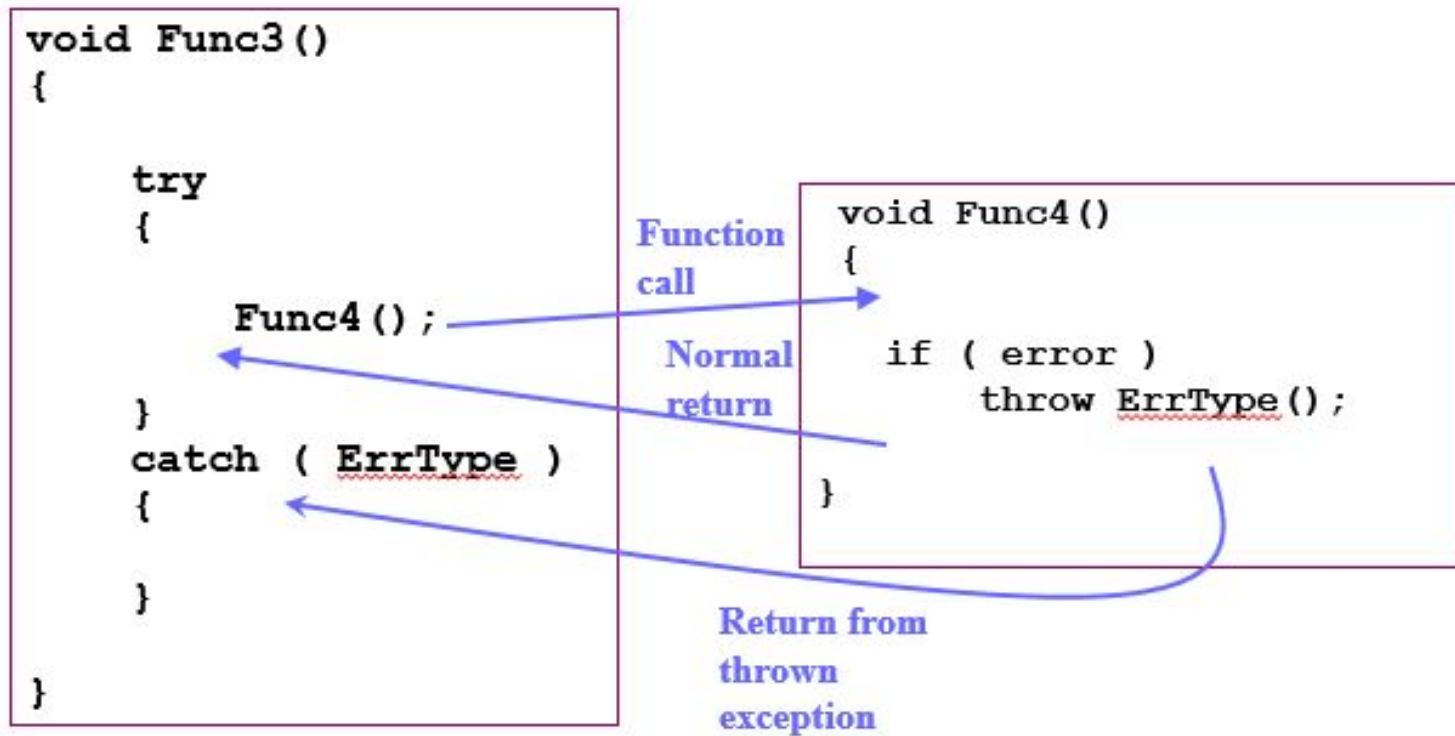 void Func3()
{
try
{
Func4();
}
catch ( ErrType )
{
}
}
Function
call
Normal
return
Return from
thrown
exception
void Func4()
{
if ( error )
throw ErrType();
}